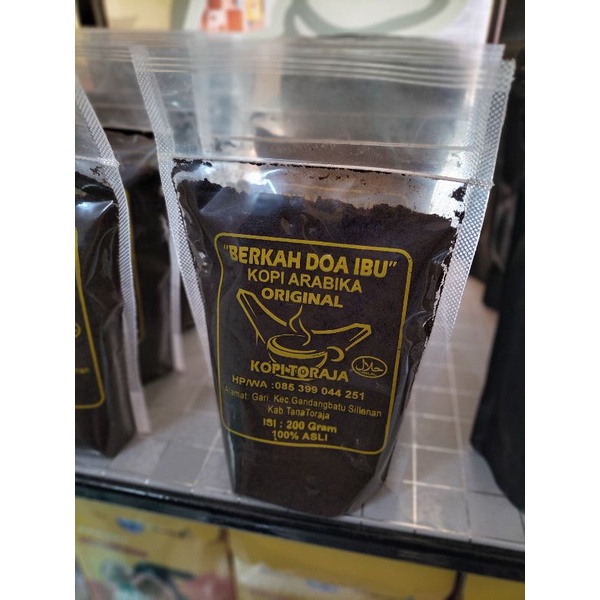 "BERKAH DOA IBU"
KOPI ARABIKA
ORIGINAL
KOPI TORAJA
حلال
HP/WA :085 399 044 251
Alamat: Gari. Kec.Gandangbatu Sillanan
Kab TanaToraja
ISI : 200 Gram
100% ASLI